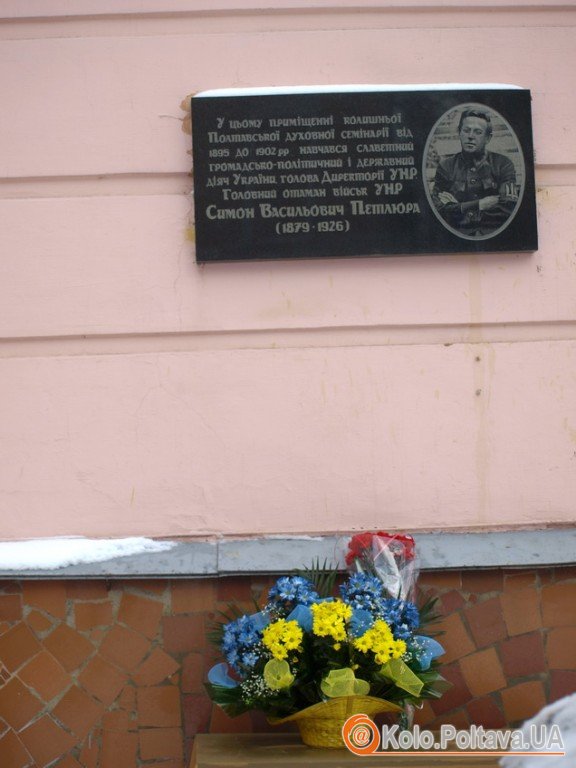 У цьому приміщенні колишньої
Полтавської духовної семінарії від
1895 до 1902 рр. навчався славетний
громадсько-політичний і державний
діяч України, голова Директорії УНР
Головний отаман військ УНР
Симон Васильович Петлюра
(1879 - 1926)
Kolo.Poltava.UA